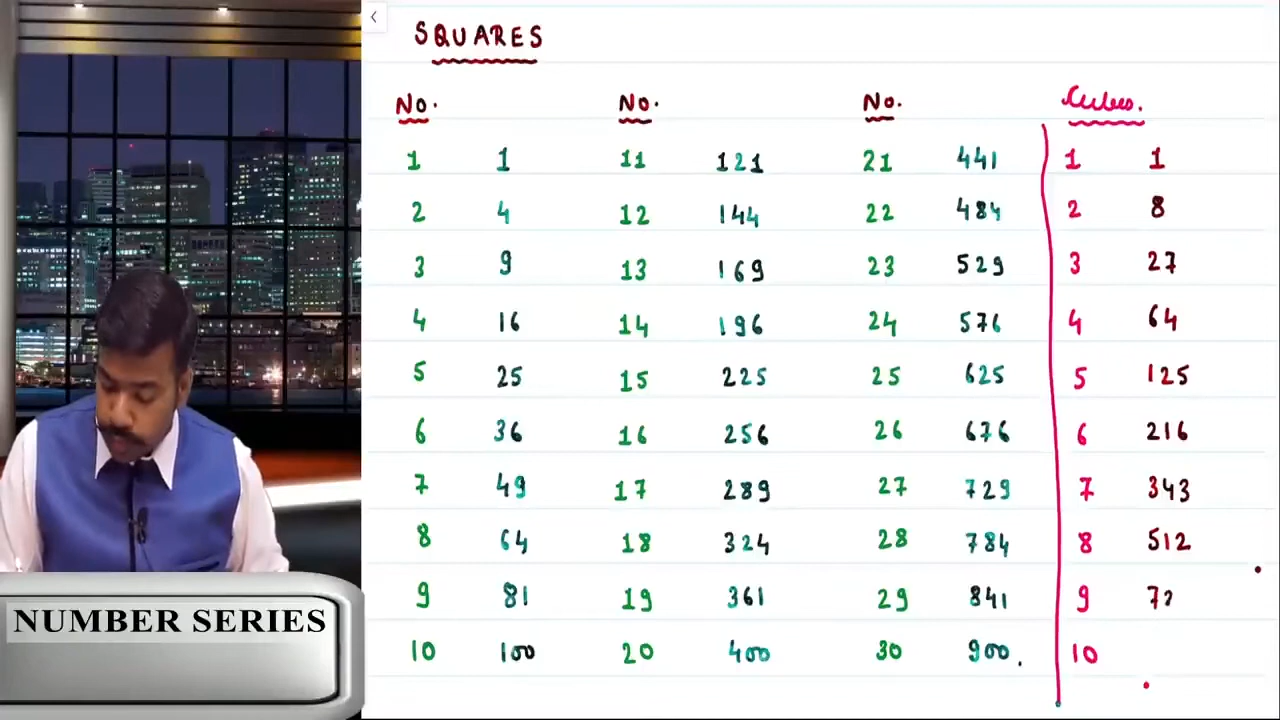 SQUARES
No. No. No. Cubes.
1 1 11 121 21 441 1 1
2 4 12 144 22 484 2 8
3 9 13 169 23 529 3 27
4 16 14 196 24 576 4 64
5 25 15 225 25 625 5 125
6 36 16 256 26 676 6 216
7 49 17 289 27 729 7 343
8 64 18 324 28 784 8 512
9 81 19 361 29 841 9 72
10 100 20 400 30 900. 10
NUMBER SERIES